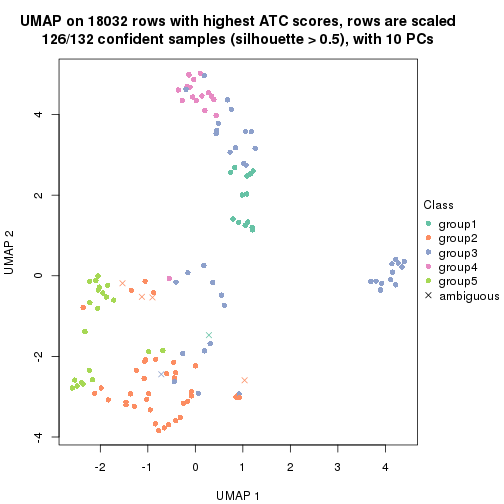 UMAP on 18032 rows with highest ATC scores, rows are scaled
126/132 confident samples (silhouette > 0.5), with 10 PCs
UMAP 2
4
2
0
-2
-4
-2
-1
0
1
2
3
4
UMAP 1
Class
group1
group2
group3
group4
group5
ambiguous